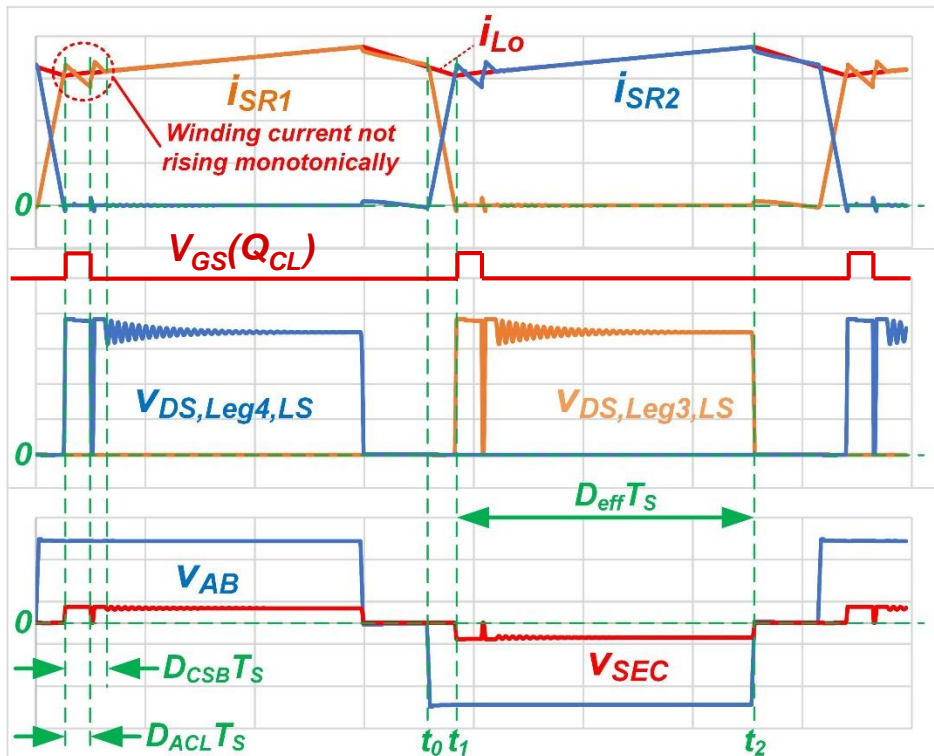 iLo
iSR1
iSR2
Winding current not
rising monotonically
0
VGS(QCL)
vDS,Leg4,LS
vDS,Leg3,LS
0
DeffTS
vAB
0
DCSBTS
vSEC
DACLTS
t0 t1 t2